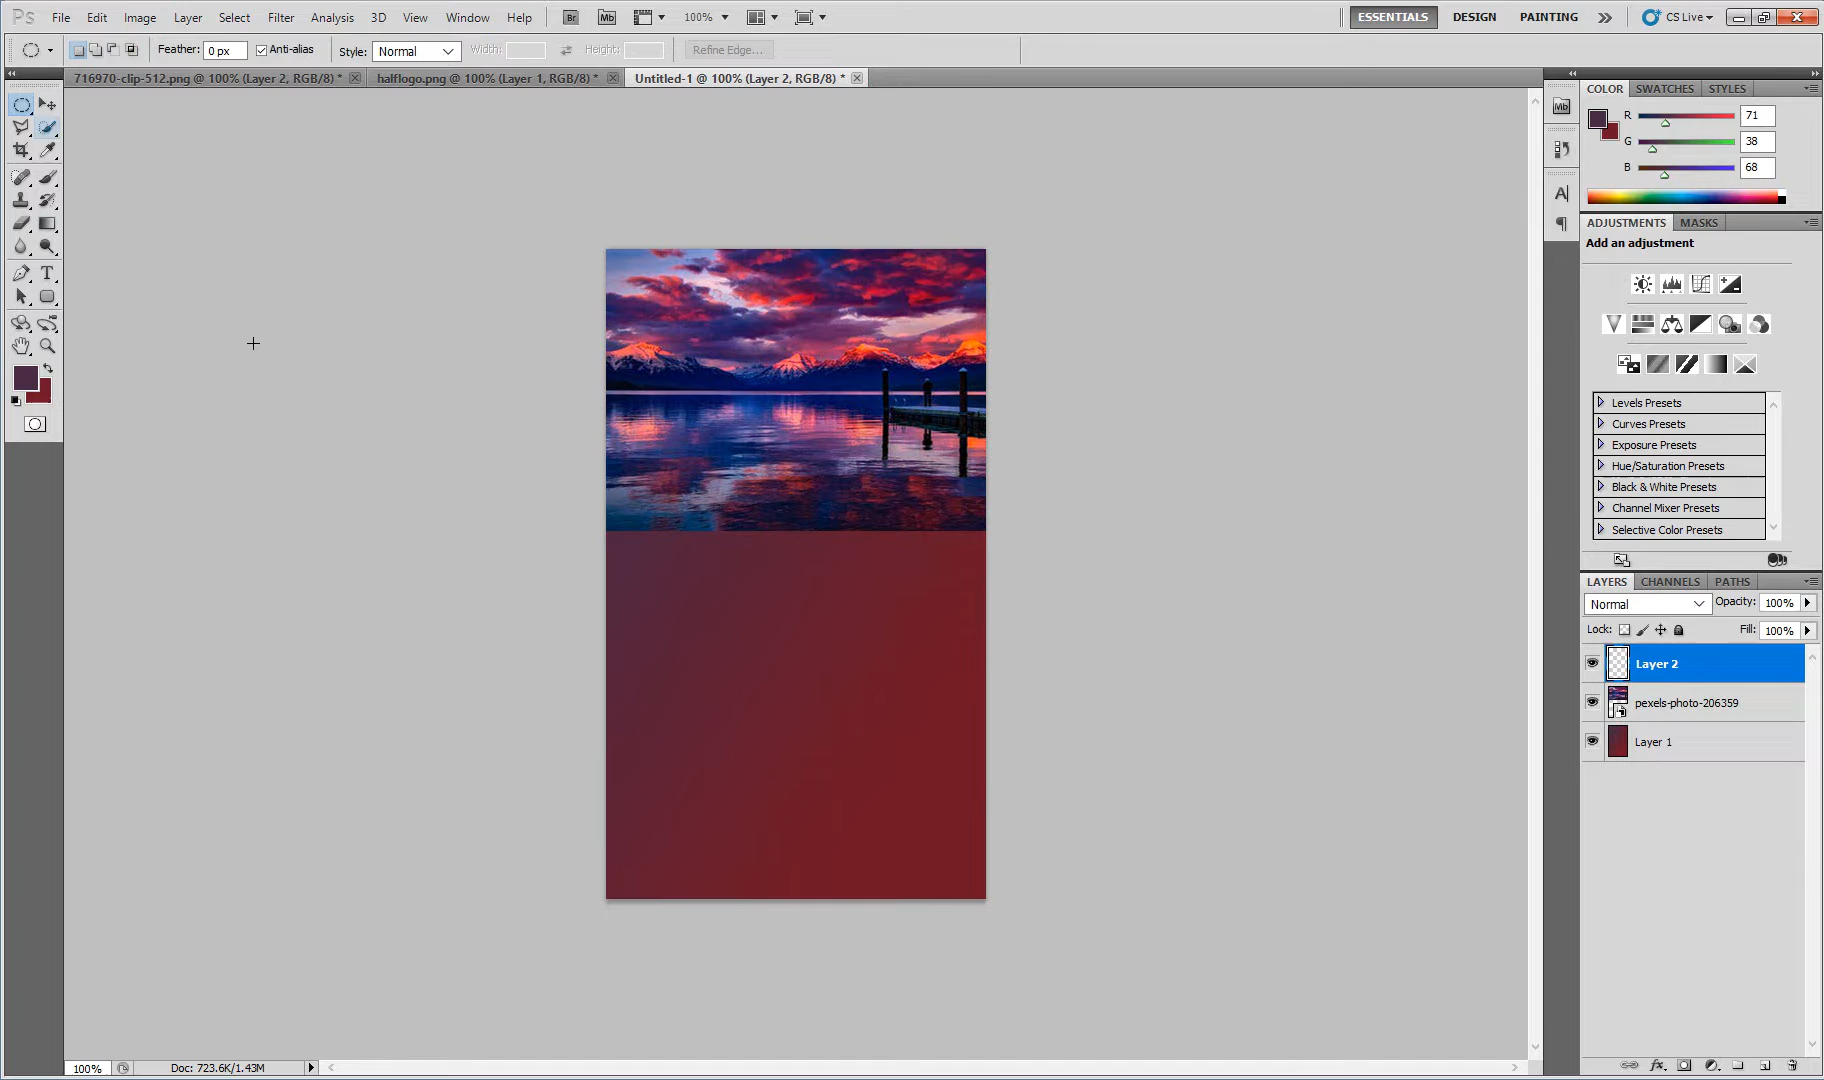 Ps File Edit Image Layer Select Filter Analysis 3D View Window Help Br Mb 100% ESSENTIALS DESIGN PAINTING CS Live
Feather: 0 px Anti-alias Style: Normal Width: Height: Refine Edge...
716970-clip-512.png @ 100% (Layer 2, RGB/8) * halflogo.png @ 100% (Layer 1, RGB/8) * Untitled-1 @ 100% (Layer 2, RGB/8) *
COLOR SWATCHES STYLES
Mb
R 71
G 38
B 68
A
T
ADJUSTMENTS MASKS
Add an adjustment
Levels Presets
Curves Presets
Exposure Presets
Hue/Saturation Presets
Black & White Presets
Channel Mixer Presets
Selective Color Presets
LAYERS CHANNELS PATHS
Normal Opacity: 100%
Lock: Fill: 100%
Layer 2
pexels-photo-206359
Layer 1
100% Doc: 723.6K/1.43M fx